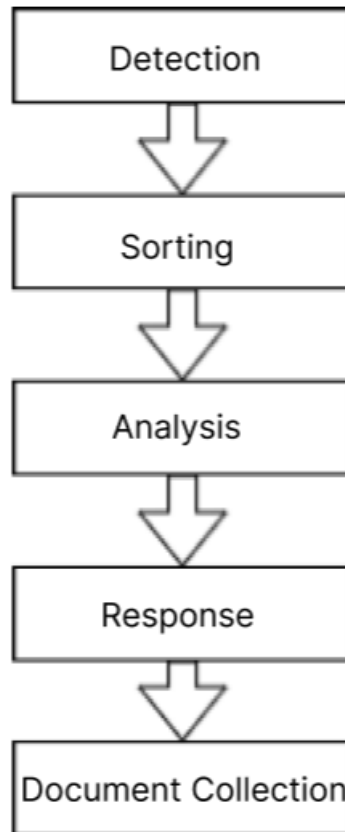 Detection
Sorting
Analysis
Response
Document Collection